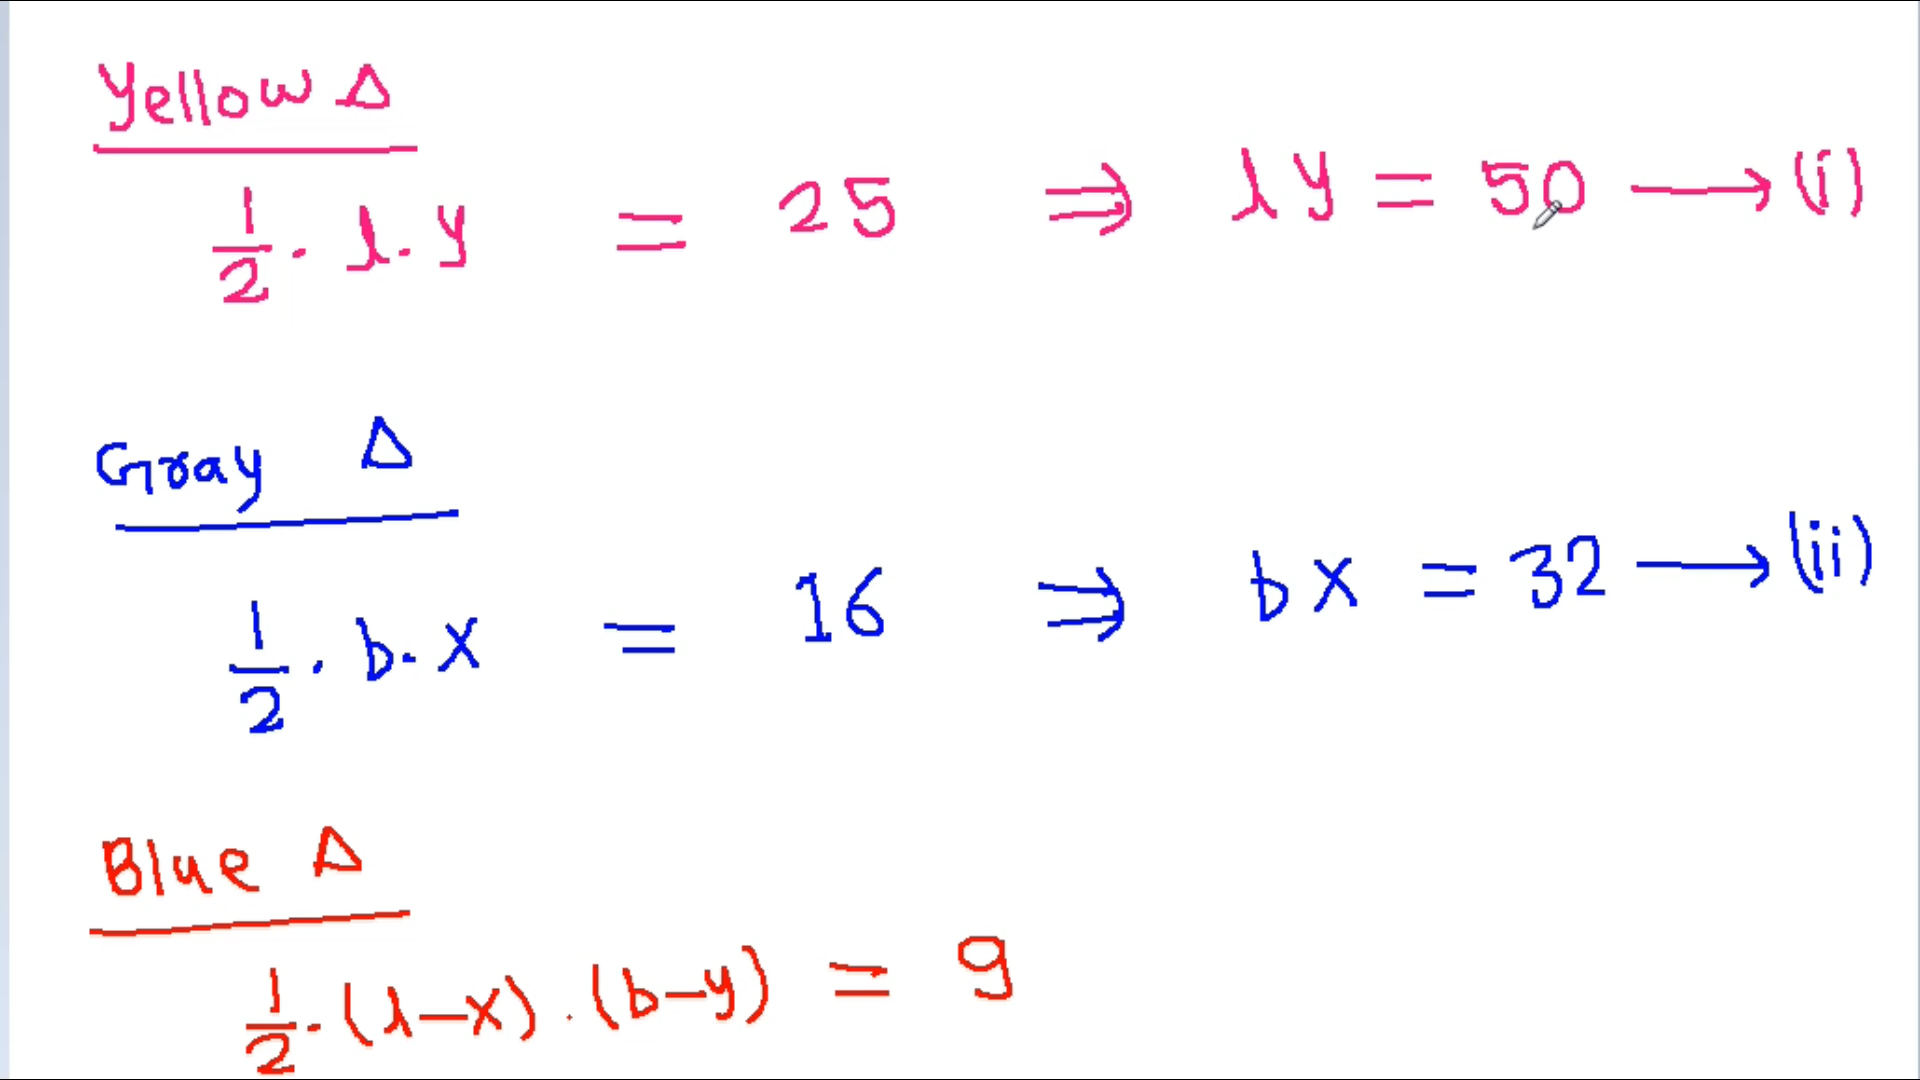 Yellow Δ
1/2 · l · y = 25 ⇒ ly = 50 → (i)
Gray Δ
1/2 · b · x = 16 ⇒ bx = 32 → (ii)
Blue Δ
1/2 · (l-x) · (b-y) = 9